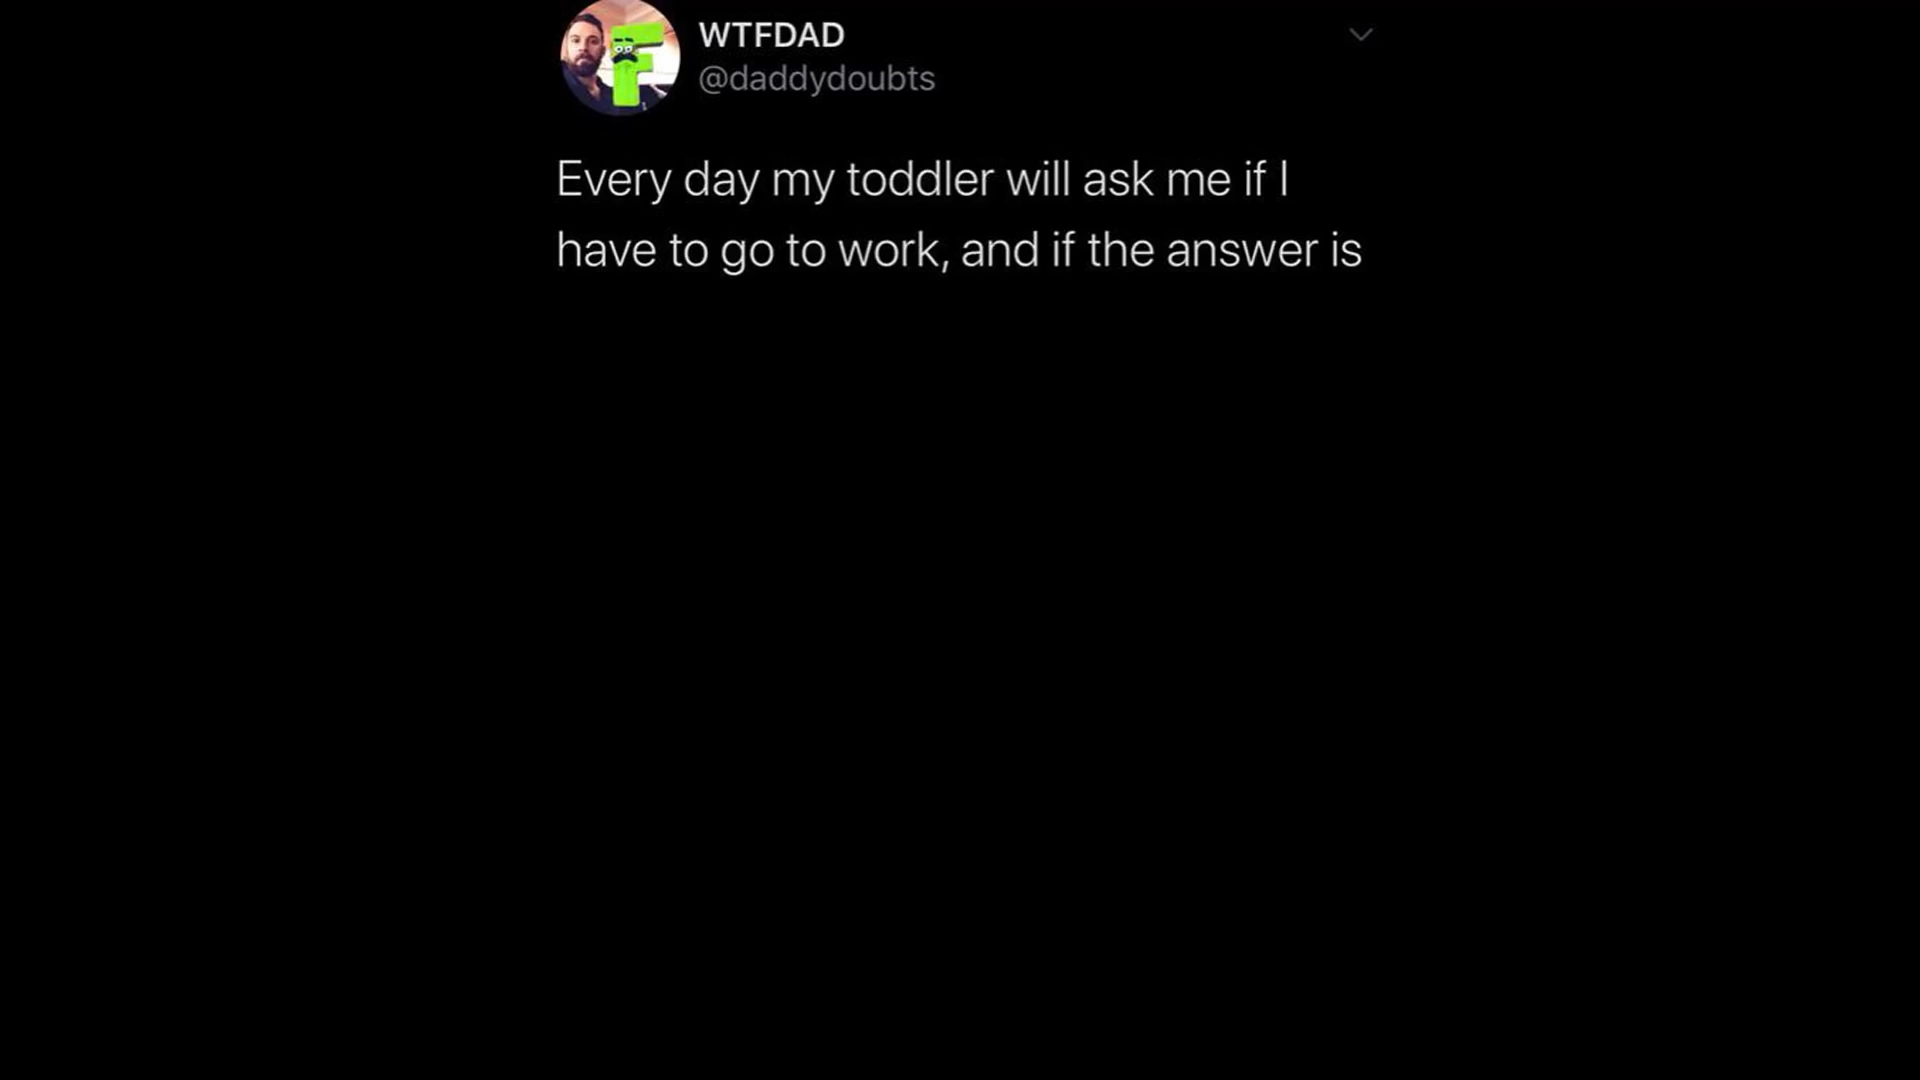 WTFDAD
@daddydoubts
Every day my toddler will ask me if I
have to go to work, and if the answer is